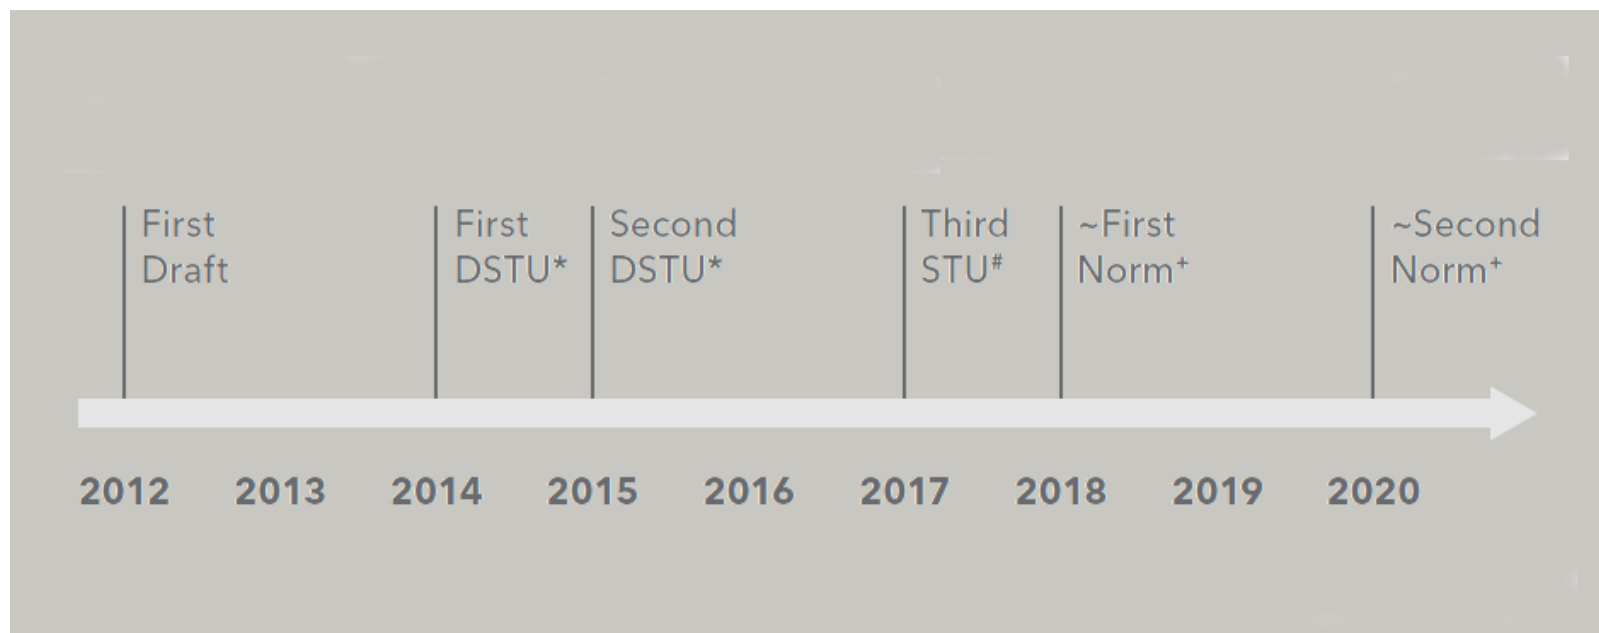 First
Draft
First
DSTU*
Second
DSTU*
Third
STU#
~First
Norm+
~Second
Norm+
2012 2013 2014 2015 2016 2017 2018 2019 2020